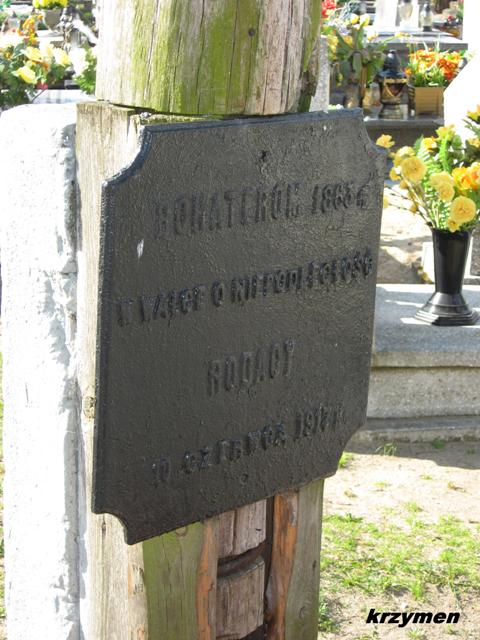 BOHATEROM 1863 r.
W WALCE O NIEPODLEGŁOŚĆ
RODACY
10 CZERWCA 1917 r.
krzymen